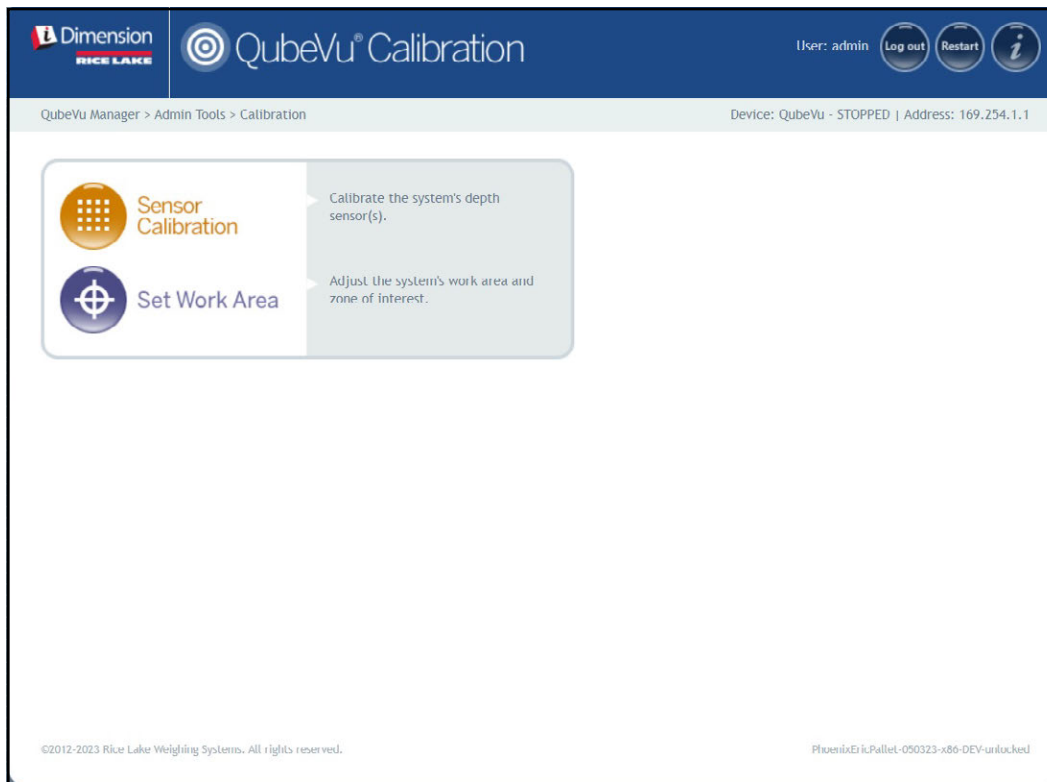 iDimension
RICE LAKE
QubeVu® Calibration
User: admin
Log out
Restart
i
QubeVu Manager > Admin Tools > Calibration
Device: QubeVu - STOPPED | Address: 169.254.1.1
Sensor
Calibration
Calibrate the system's depth
sensor(s).
Set Work Area
Adjust the system's work area and
zone of interest.
©2012-2023 Rice Lake Weighing Systems. All rights reserved.
PhoenixEricPallet-050323-x86-DEV-unlocked